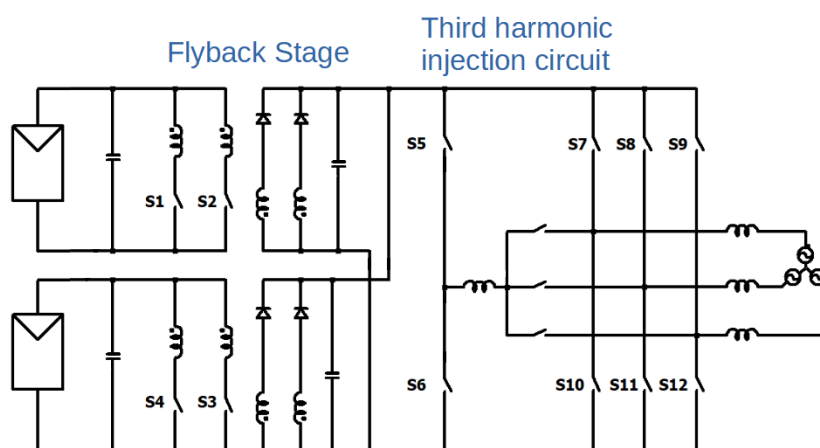 Flyback Stage
Third harmonic
injection circuit
S5
S7
S8
S9
S1
S2
S4
S3
S6
S10
S11
S12